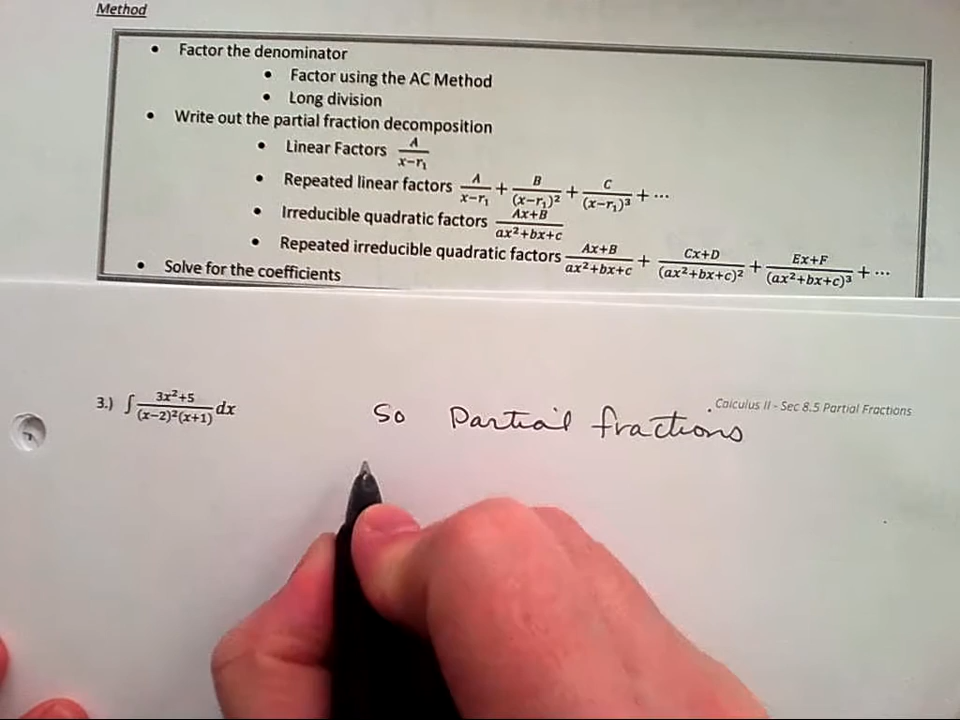 Method
• Factor the denominator
• Factor using the AC Method
• Long division
• Write out the partial fraction decomposition
• Linear Factors A/(x−r₁)
• Repeated linear factors A/(x−r₁) + B/(x−r₁)² + C/(x−r₁)³ + ⋯
• Irreducible quadratic factors (Ax+B)/(ax²+bx+c)
• Repeated irreducible quadratic factors (Ax+B)/(ax²+bx+c) + (Cx+D)/(ax²+bx+c)² + (Ex+F)/(ax²+bx+c)³ + ⋯
• Solve for the coefficients
Calculus II - Sec 8.5 Partial Fractions
3.) ∫ (3x²+5)/((x−2)²(x+1)) dx
So Partial fractions